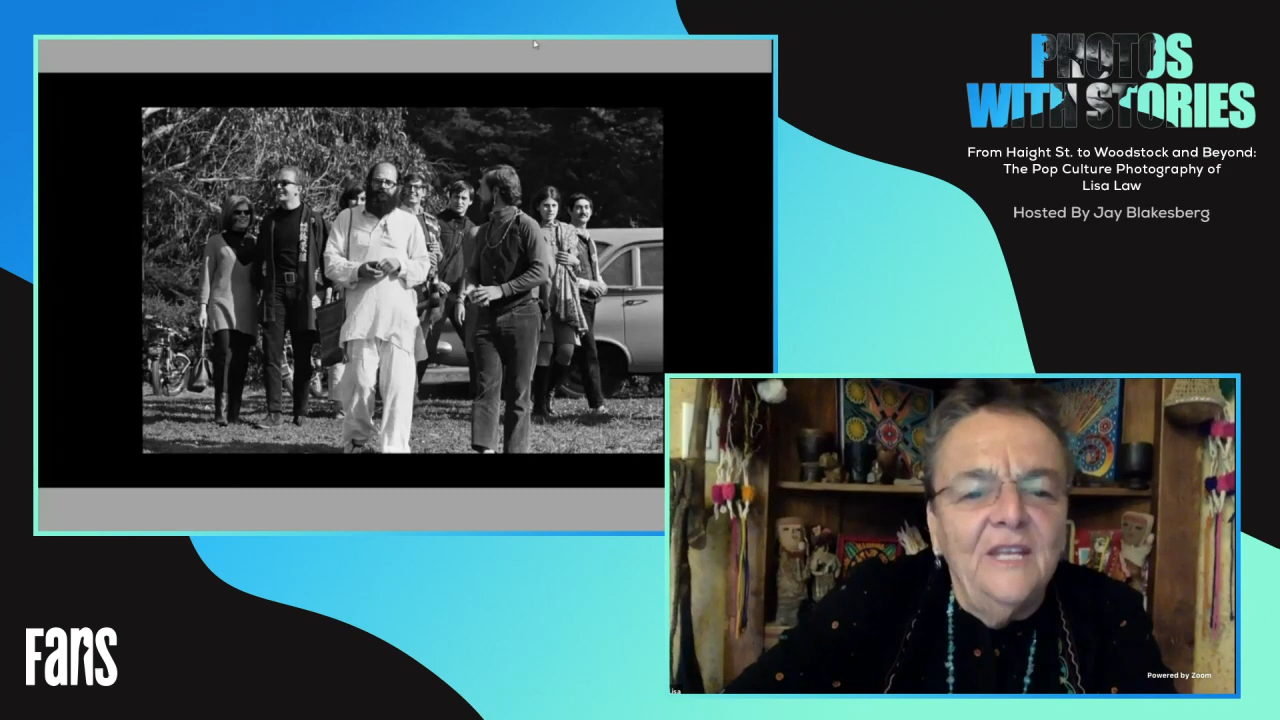 PHOTOS
WITH STORIES
From Haight St. to Woodstock and Beyond:
The Pop Culture Photography of
Lisa Law
Hosted By Jay Blakesberg
Powered by Zoom
isa
Fans